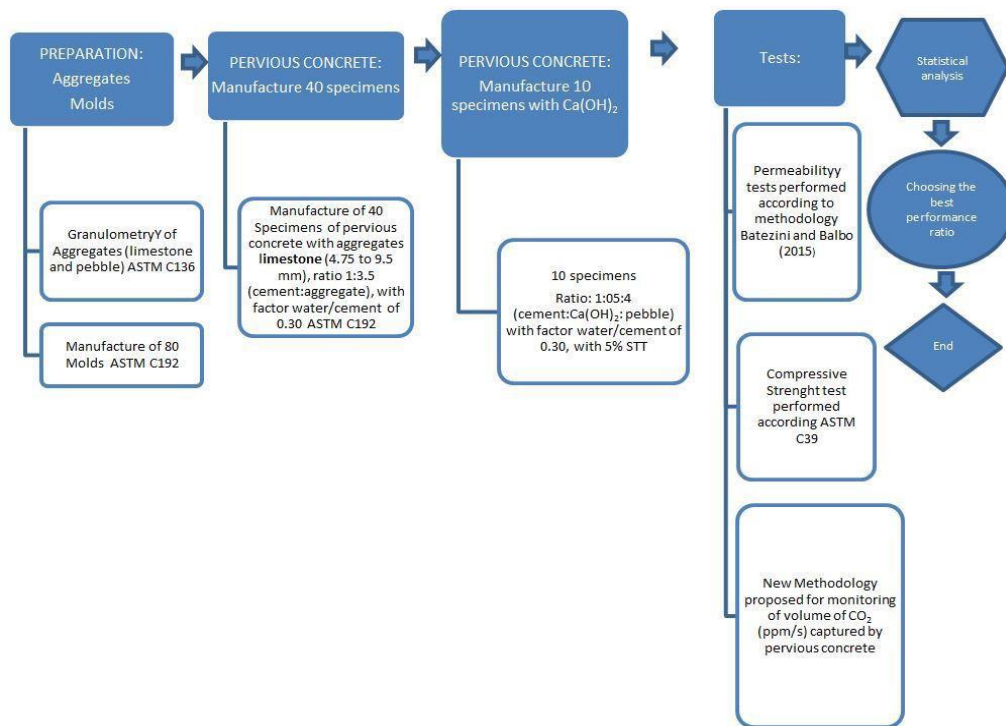 PREPARATION:
Aggregates
Molds
GranulometryY of
Aggregates (limestone
and pebble) ASTM C136
Manufacture of 80
Molds ASTM C192
PERVIOUS CONCRETE:
Manufacture 40 specimens
Manufacture of 40
Specimens of pervious
concrete with aggregates
limestone (4.75 to 9.5
mm), ratio 1:3.5
(cement:aggregate), with
factor water/cement of
0.30 ASTM C192
PERVIOUS CONCRETE:
Manufacture 10
specimens with Ca(OH)₂
10 specimens
Ratio: 1:05:4
(cement:Ca(OH)₂: pebble)
with factor water/cement of
0.30, with 5% STT
Tests:
Permeabilityy
tests performed
according to
methodology
Batezini and Balbo
(2015)
Compressive
Strenght test
performed
according ASTM
C39
New Methodology
proposed for monitoring
of volume of CO₂
(ppm/s) captured by
pervious concrete
Statistical
analysis
Choosing the
best
performance
ratio
End